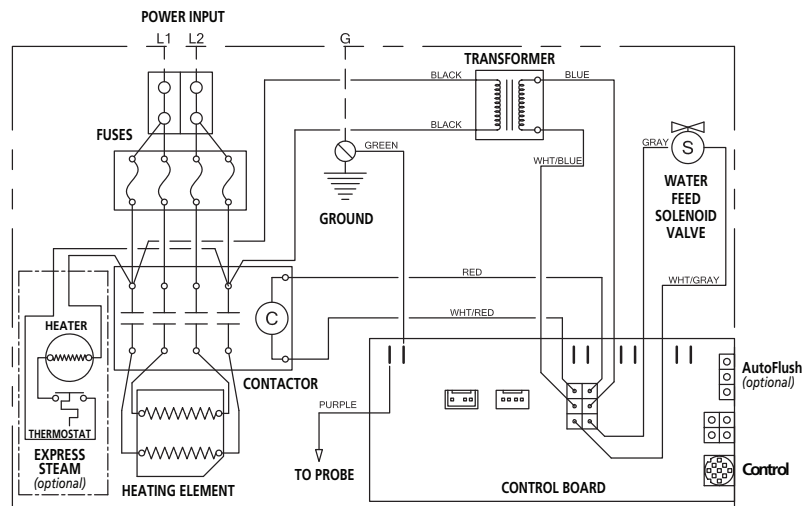 POWER INPUT
L1 L2 G
TRANSFORMER
BLACK BLUE
FUSES
BLACK
GREEN
GRAY S
WHT/BLUE
WATER
FEED
SOLENOID
VALVE
GROUND
RED
WHT/GRAY
C
WHT/RED
HEATER
CONTACTOR
AutoFlush
(optional)
PURPLE
THERMOSTAT
EXPRESS
STEAM
(optional)
TO PROBE
Control
HEATING ELEMENT
CONTROL BOARD